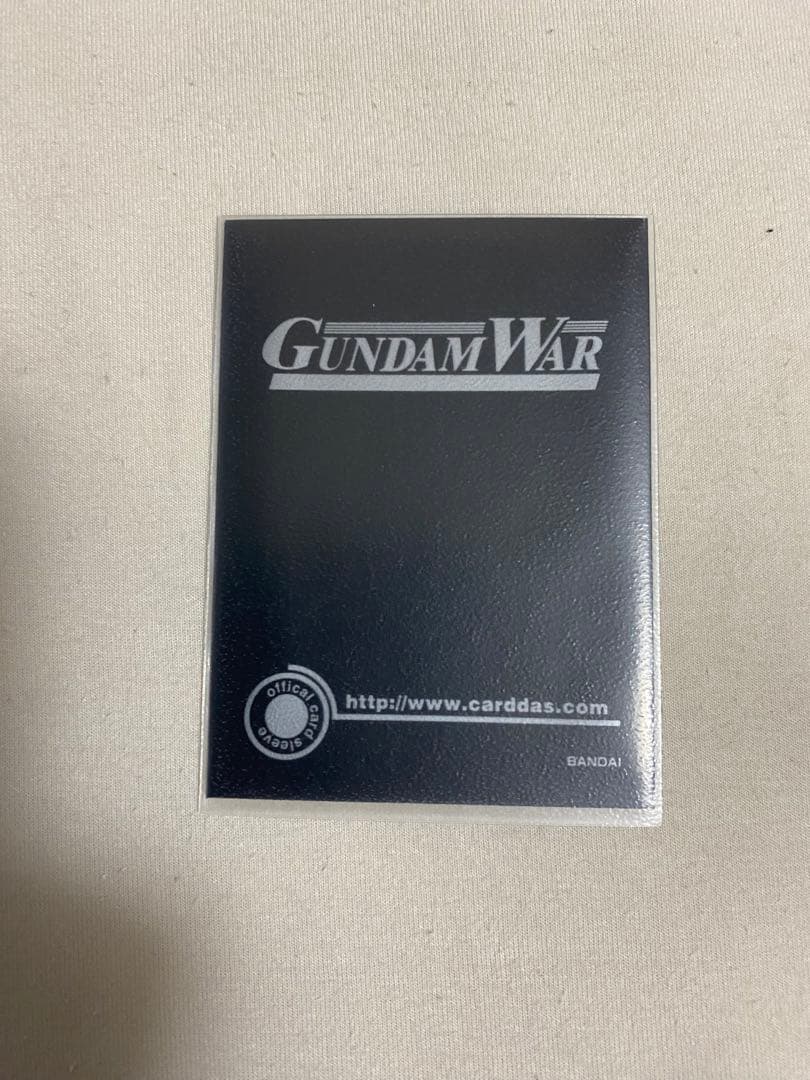 GUNDAM WAR
offical card sleeve
http://www.carddas.com
BANDAI